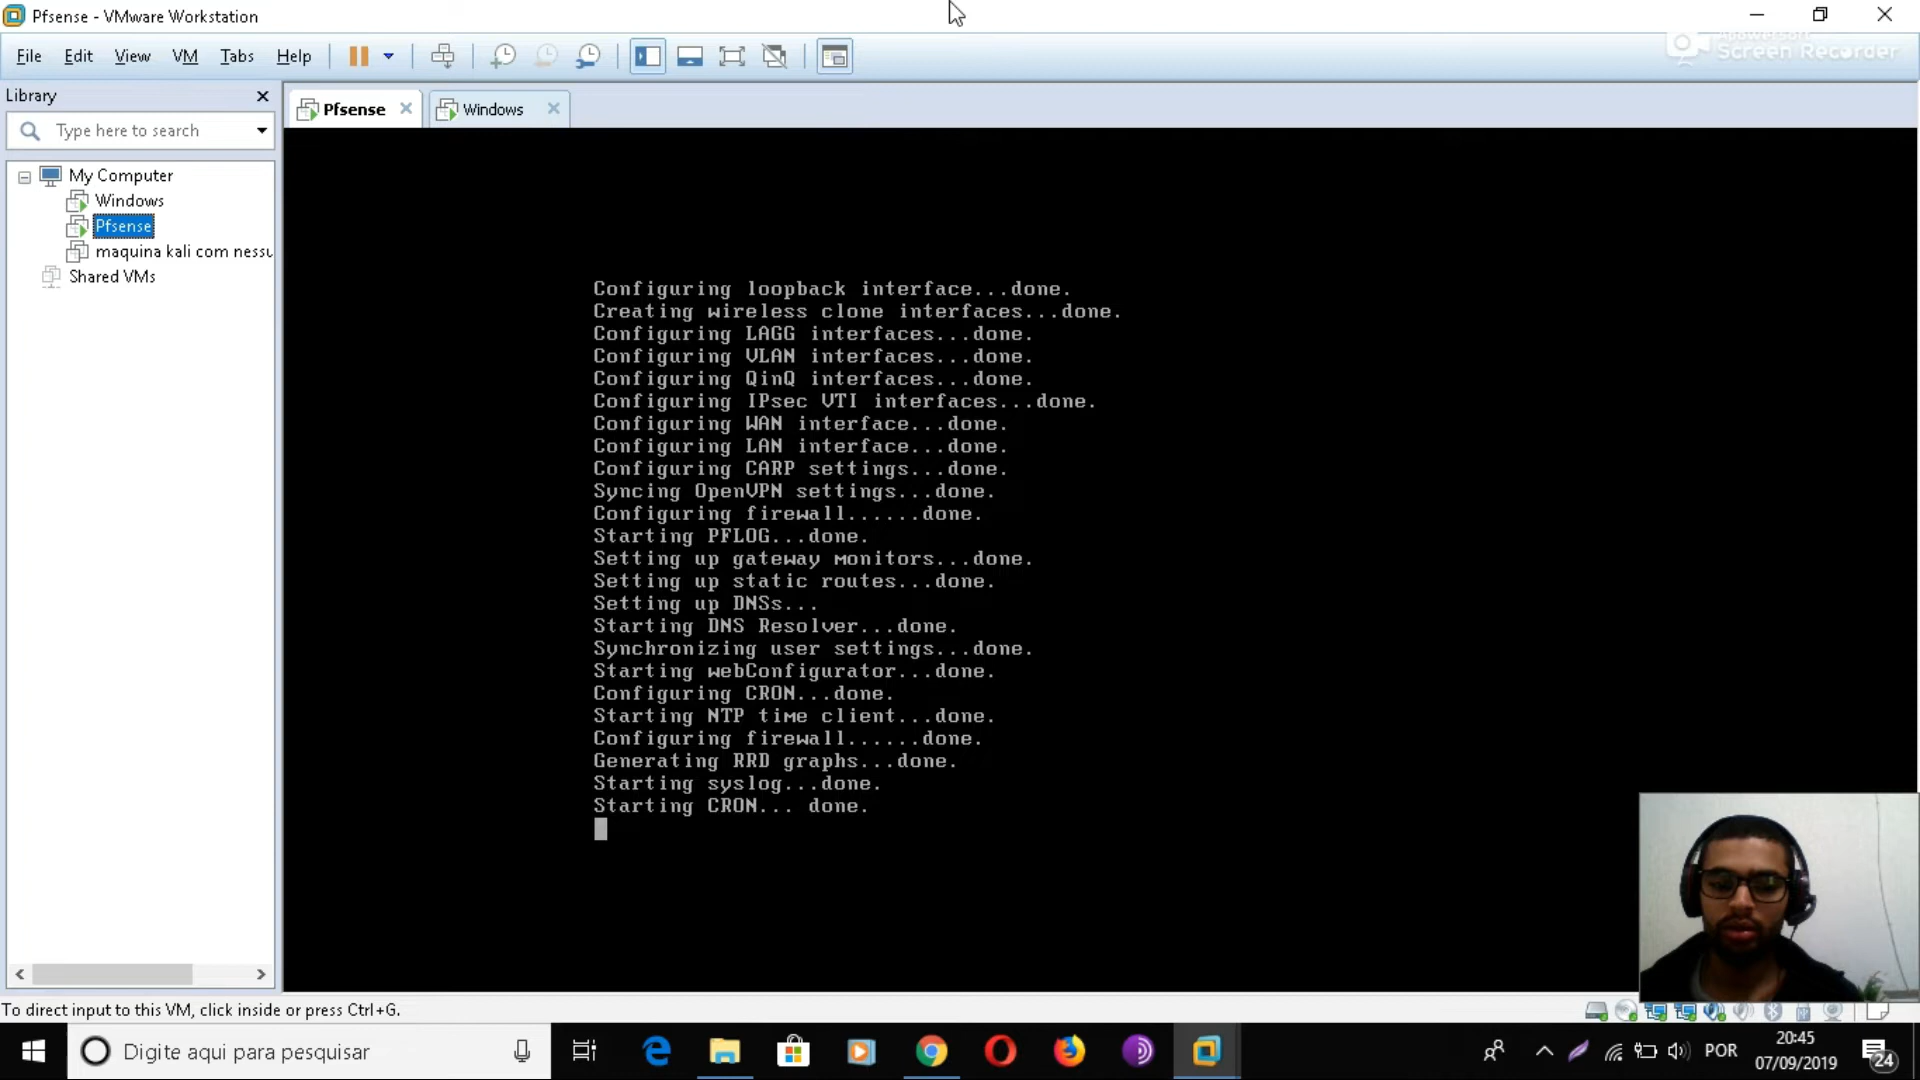 Pfsense - VMware Workstation
File Edit View VM Tabs Help
Screen Recorder
Library
Pfsense
Windows
Type here to search
My Computer
Windows
Pfsense
maquina kali com nessu
Shared VMs
Configuring loopback interface...done.
Creating wireless clone interfaces...done.
Configuring LAGG interfaces...done.
Configuring VLAN interfaces...done.
Configuring QinQ interfaces...done.
Configuring IPsec VTI interfaces...done.
Configuring WAN interface...done.
Configuring LAN interface...done.
Configuring CARP settings...done.
Syncing OpenVPN settings...done.
Configuring firewall......done.
Starting PFLOG...done.
Setting up gateway monitors...done.
Setting up static routes...done.
Setting up DNSs...
Starting DNS Resolver...done.
Synchronizing user settings...done.
Starting webConfigurator...done.
Configuring CRON...done.
Starting NTP time client...done.
Configuring firewall......done.
Generating RRD graphs...done.
Starting syslog...done.
Starting CRON... done.
To direct input to this VM, click inside or press Ctrl+G.
Digite aqui para pesquisar
POR
20:45
07/09/2019
24